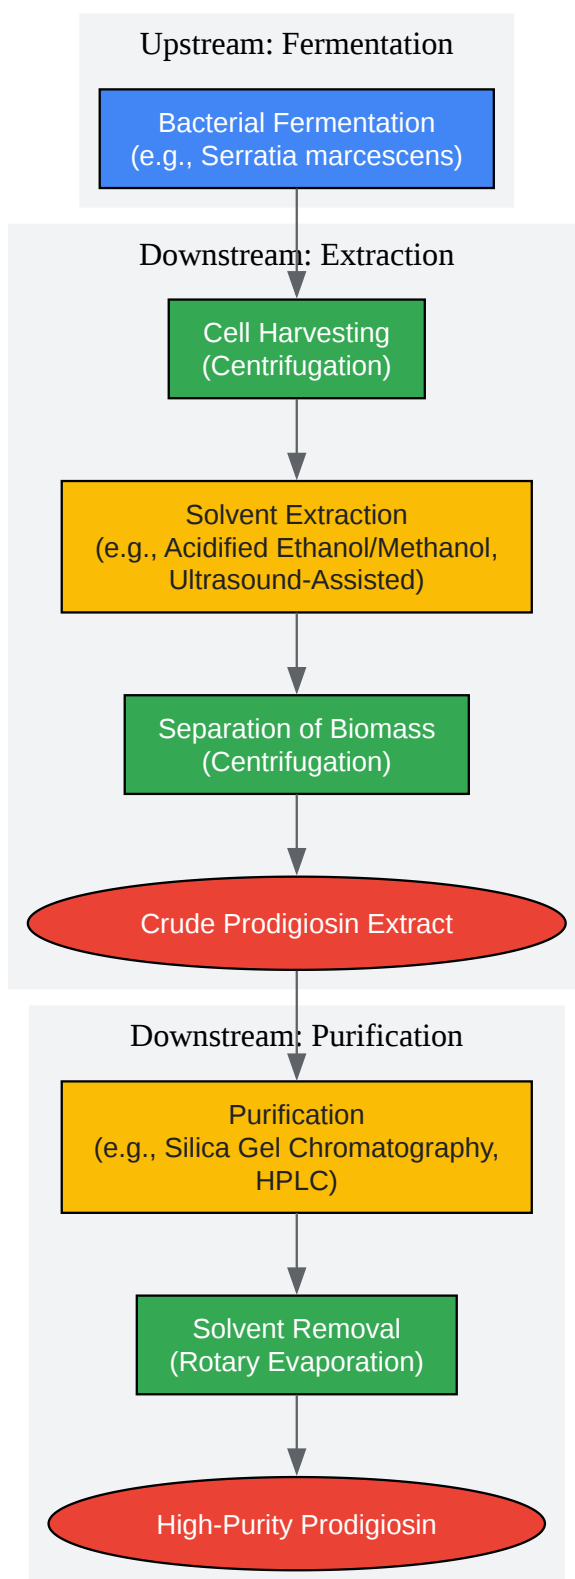 Upstream: Fermentation
Bacterial Fermentation
(e.g., Serratia marcescens)
Downstream: Extraction
Cell Harvesting
(Centrifugation)
Solvent Extraction
(e.g., Acidified Ethanol/Methanol,
Ultrasound-Assisted)
Separation of Biomass
(Centrifugation)
Crude Prodigiosin Extract
Downstream: Purification
Purification
(e.g., Silica Gel Chromatography,
HPLC)
Solvent Removal
(Rotary Evaporation)
High-Purity Prodigiosin